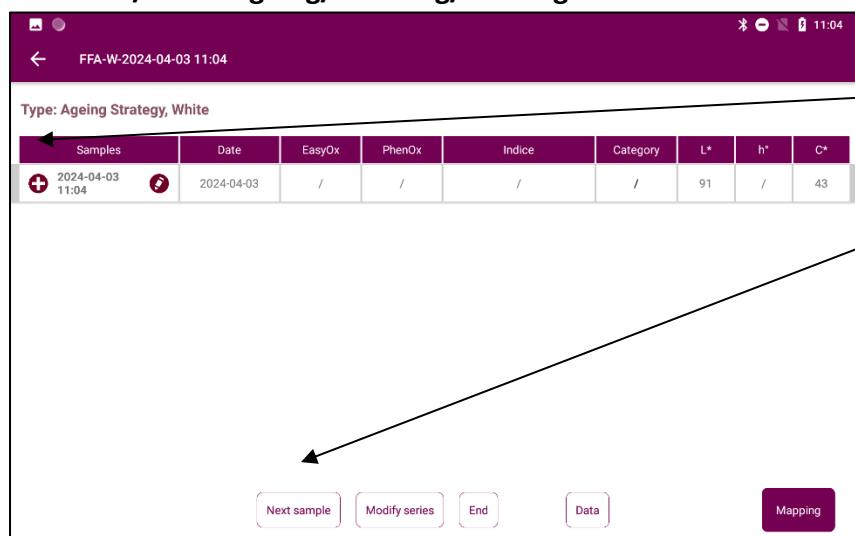 11:04
FFA-W-2024-04-03 11:04
Type: Ageing Strategy, White
Samples Date EasyOx PhenOx Indice Category L* h° C*
2024-04-03 11:04 2024-04-03 / / / / 91 / 43
Next sample Modify series End Data Mapping